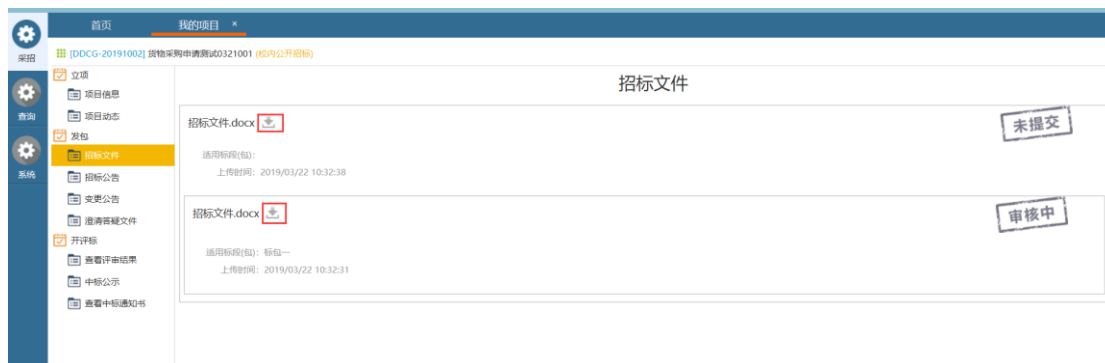 首页
我的项目 ×
采招
查询
系统
[DDCG-20191002] 货物采购申请测试0321001 (校内公开招标)
立项
项目信息
项目动态
发包
招标文件
招标公告
变更公告
澄清答疑文件
开评标
查看评审结果
中标公示
查看中标通知书
招标文件
招标文件.docx
未提交
适用标段(包):
上传时间: 2019/03/22 10:32:38
招标文件.docx
审核中
适用标段(包): 标包一
上传时间: 2019/03/22 10:32:31